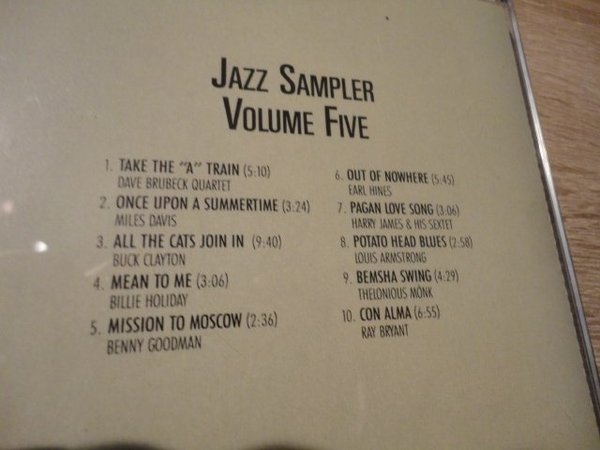 JAZZ SAMPLER
VOLUME FIVE
1. TAKE THE "A" TRAIN (5:10)
DAVE BRUBECK QUARTET
2. ONCE UPON A SUMMERTIME (3:24)
MILES DAVIS
3. ALL THE CATS JOIN IN (9:40)
BUCK CLAYTON
4. MEAN TO ME (3:06)
BILLIE HOLIDAY
5. MISSION TO MOSCOW (2:36)
BENNY GOODMAN
6. OUT OF NOWHERE (5:45)
EARL HINES
7. PAGAN LOVE SONG (3:06)
HARRY JAMES & HIS SEXTET
8. POTATO HEAD BLUES (2:58)
LOUIS ARMSTRONG
9. BEMSHA SWING (4:29)
THELONIOUS MONK
10. CON ALMA (6:55)
RAY BRYANT